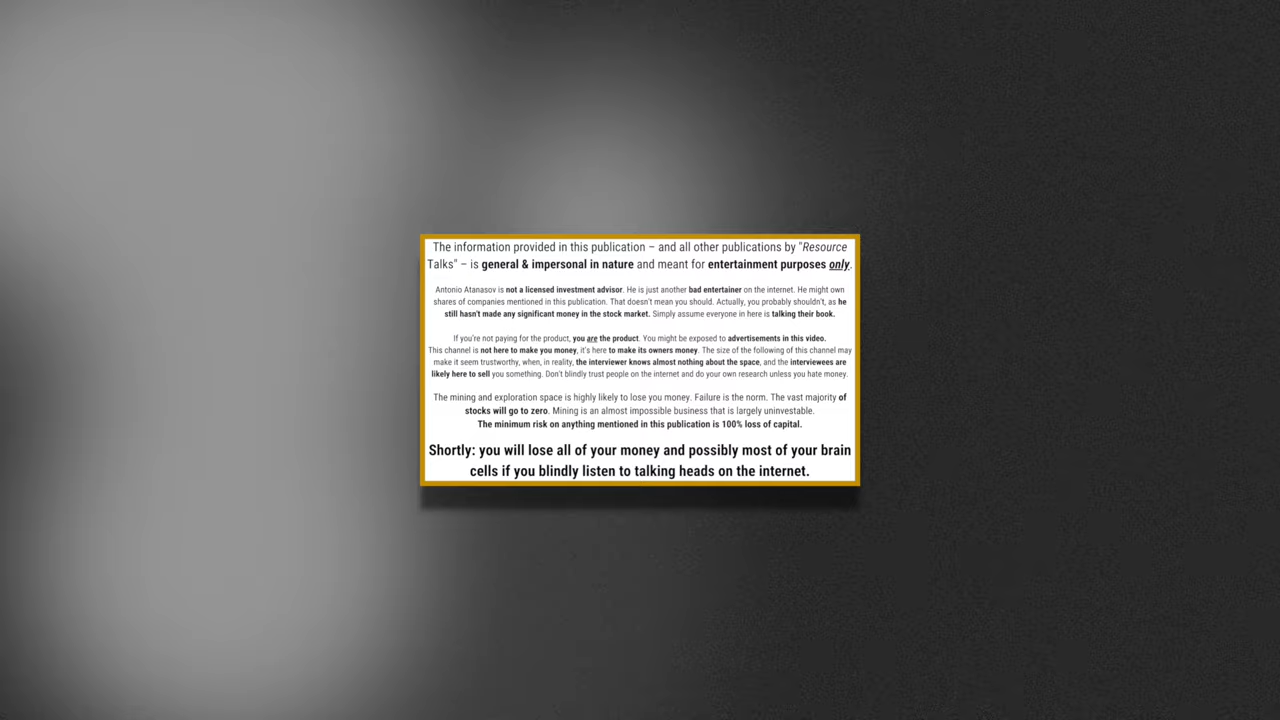 The information provided in this publication – and all other publications by "Resource
Talks" – is general & impersonal in nature and meant for entertainment purposes only.
Antonio Atanasov is not a licensed investment advisor. He is just another bad entertainer on the internet. He might own
shares of companies mentioned in this publication. That doesn't mean you should. Actually, you probably shouldn't, as he
still hasn't made any significant money in the stock market. Simply assume everyone in here is talking their book.
If you're not paying for the product, you are the product. You might be exposed to advertisements in this video.
This channel is not here to make you money, it's here to make its owners money. The size of the following of this channel may
make it seem trustworthy, when, in reality, the interviewer knows almost nothing about the space, and the interviewees are
likely here to sell you something. Don't blindly trust people on the internet and do your own research unless you hate money.
The mining and exploration space is highly likely to lose you money. Failure is the norm. The vast majority of
stocks will go to zero. Mining is an almost impossible business that is largely uninvestable.
The minimum risk on anything mentioned in this publication is 100% loss of capital.
Shortly: you will lose all of your money and possibly most of your brain
cells if you blindly listen to talking heads on the internet.